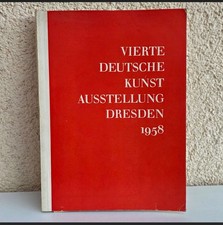 VIERTE
DEUTSCHE
KUNST
AUSSTELLUNG
DRESDEN
1958